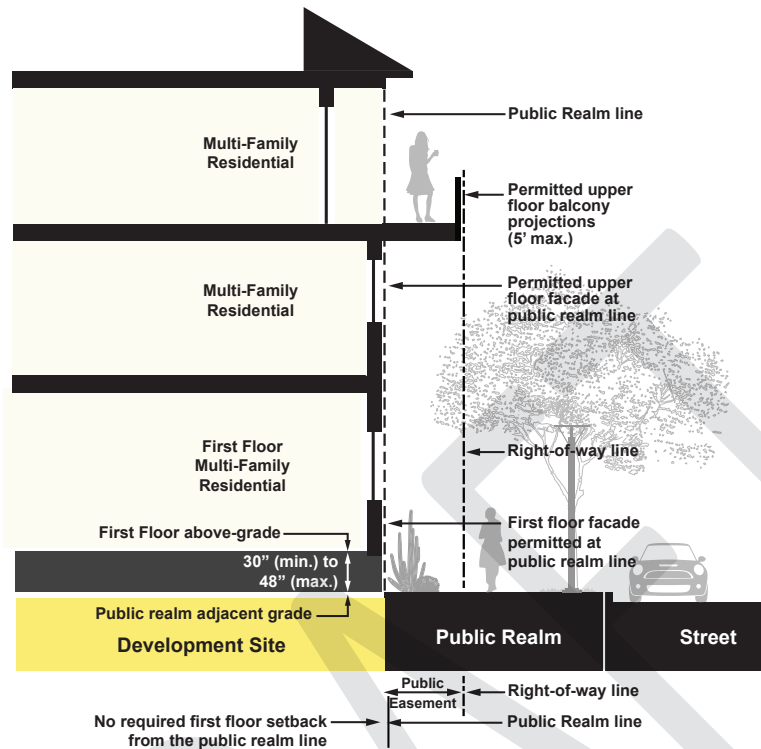 Public Realm line
Multi-Family
Residential
Permitted upper
floor balcony
projections
(5' max.)
Multi-Family
Residential
Permitted upper
floor facade at
public realm line
First Floor
Multi-Family
Residential
Right-of-way line
First Floor above-grade
First floor facade
permitted at
public realm line
30” (min.) to
48” (max.)
Public realm adjacent grade
Development Site
Public Realm
Street
Public
Easement
Right-of-way line
No required first floor setback
from the public realm line
Public Realm line